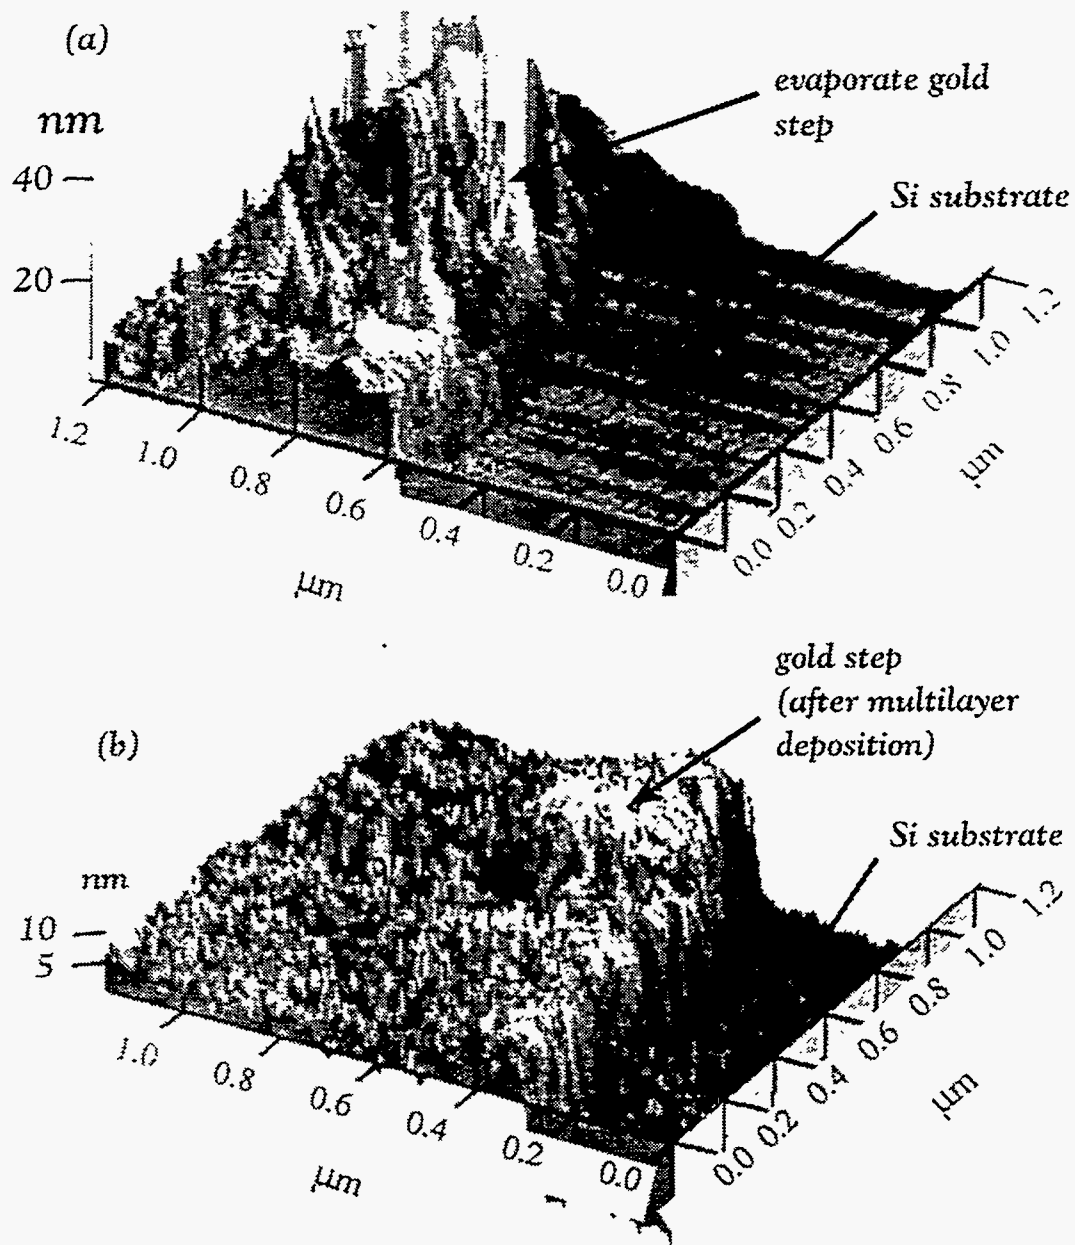 (a)
evaporate gold
step
nm
40
Si substrate
20
1.2
1.0
0.8
0.6
0.4
0.2
0.0
μm
0.0
0.2
0.4
0.6
0.8
1.0
1.2
μm
gold step
(after multilayer
deposition)
(b)
Si substrate
nm
10
5
1.0
0.8
0.6
0.4
0.2
0.0
μm
0.0
0.2
0.4
0.6
0.8
1.0
1.2
μm